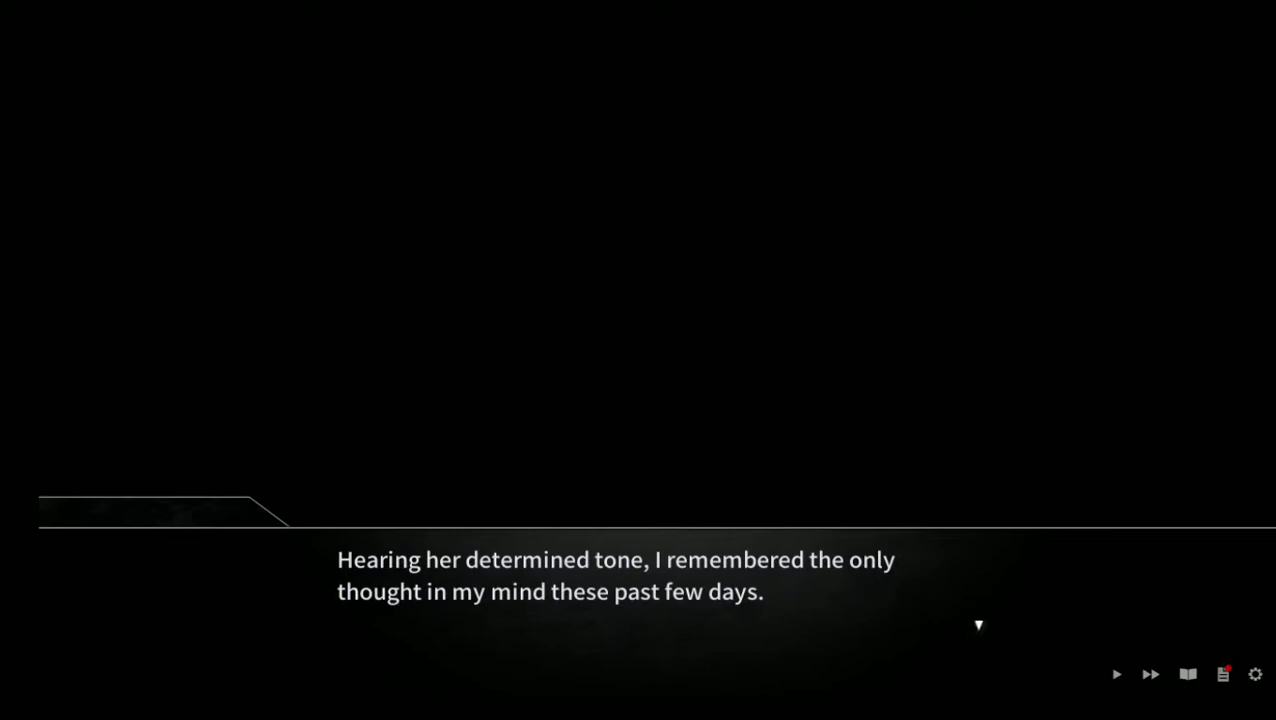 Hearing her determined tone, I remembered the only
thought in my mind these past few days.